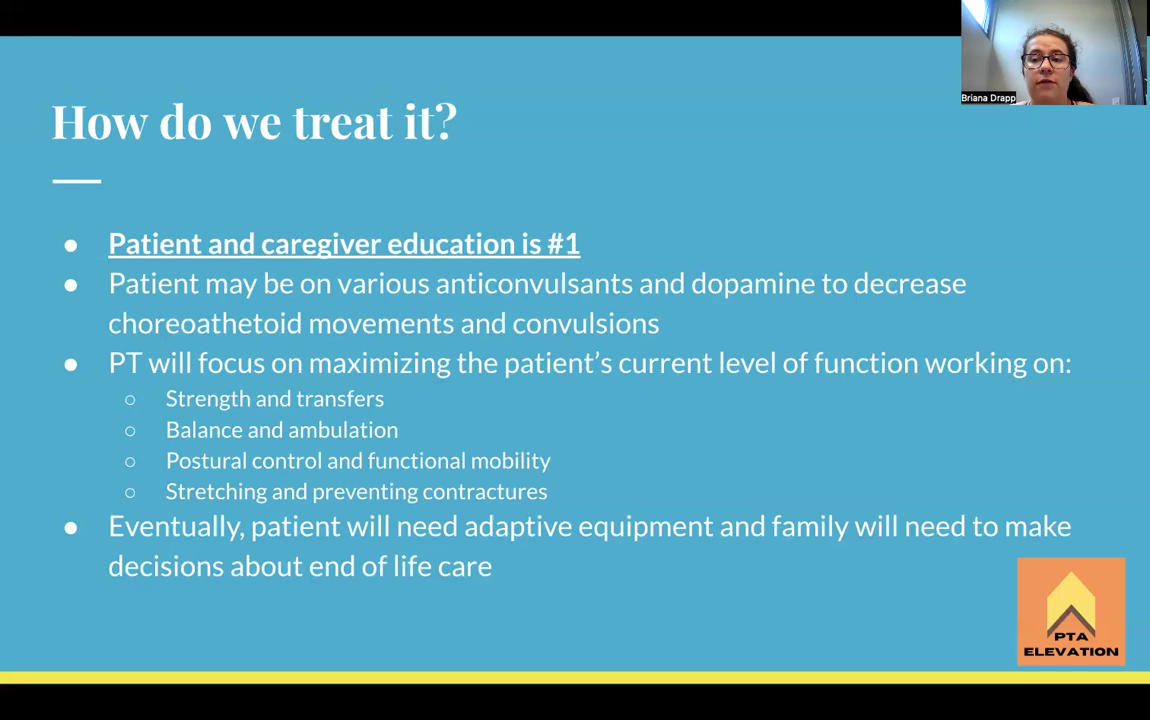 Briana Drapp
How do we treat it?
● Patient and caregiver education is #1
● Patient may be on various anticonvulsants and dopamine to decrease
choreoathetoid movements and convulsions
● PT will focus on maximizing the patient's current level of function working on:
○ Strength and transfers
○ Balance and ambulation
○ Postural control and functional mobility
○ Stretching and preventing contractures
● Eventually, patient will need adaptive equipment and family will need to make
decisions about end of life care
PTA
ELEVATION